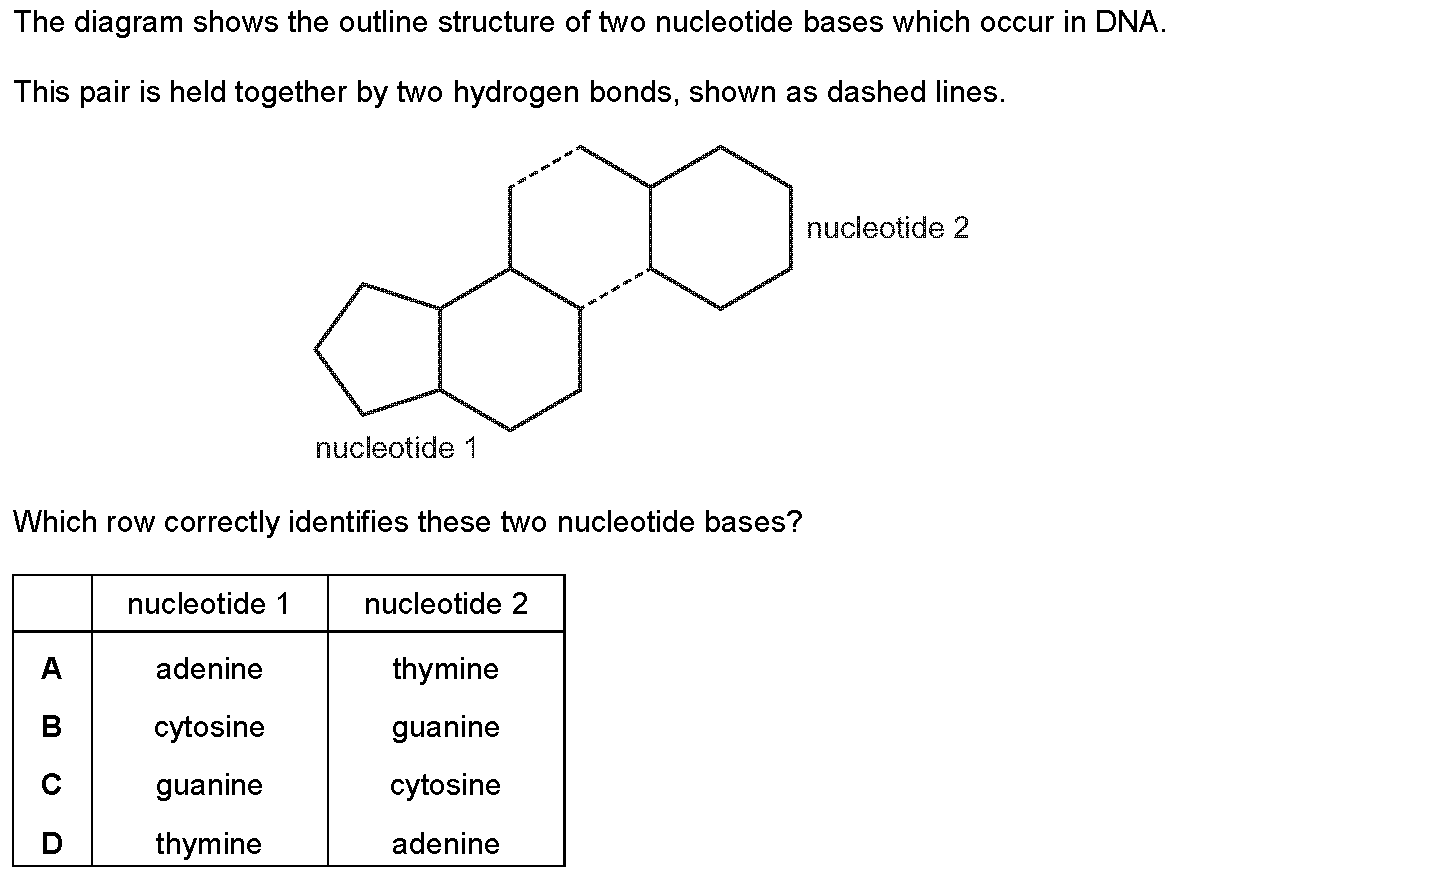 The diagram shows the outline structure of two nucleotide bases which occur in DNA.
This pair is held together by two hydrogen bonds, shown as dashed lines.
nucleotide 2
nucleotide 1
Which row correctly identifies these two nucleotide bases?
nucleotide 1 nucleotide 2
A adenine thymine
B cytosine guanine
C guanine cytosine
D thymine adenine